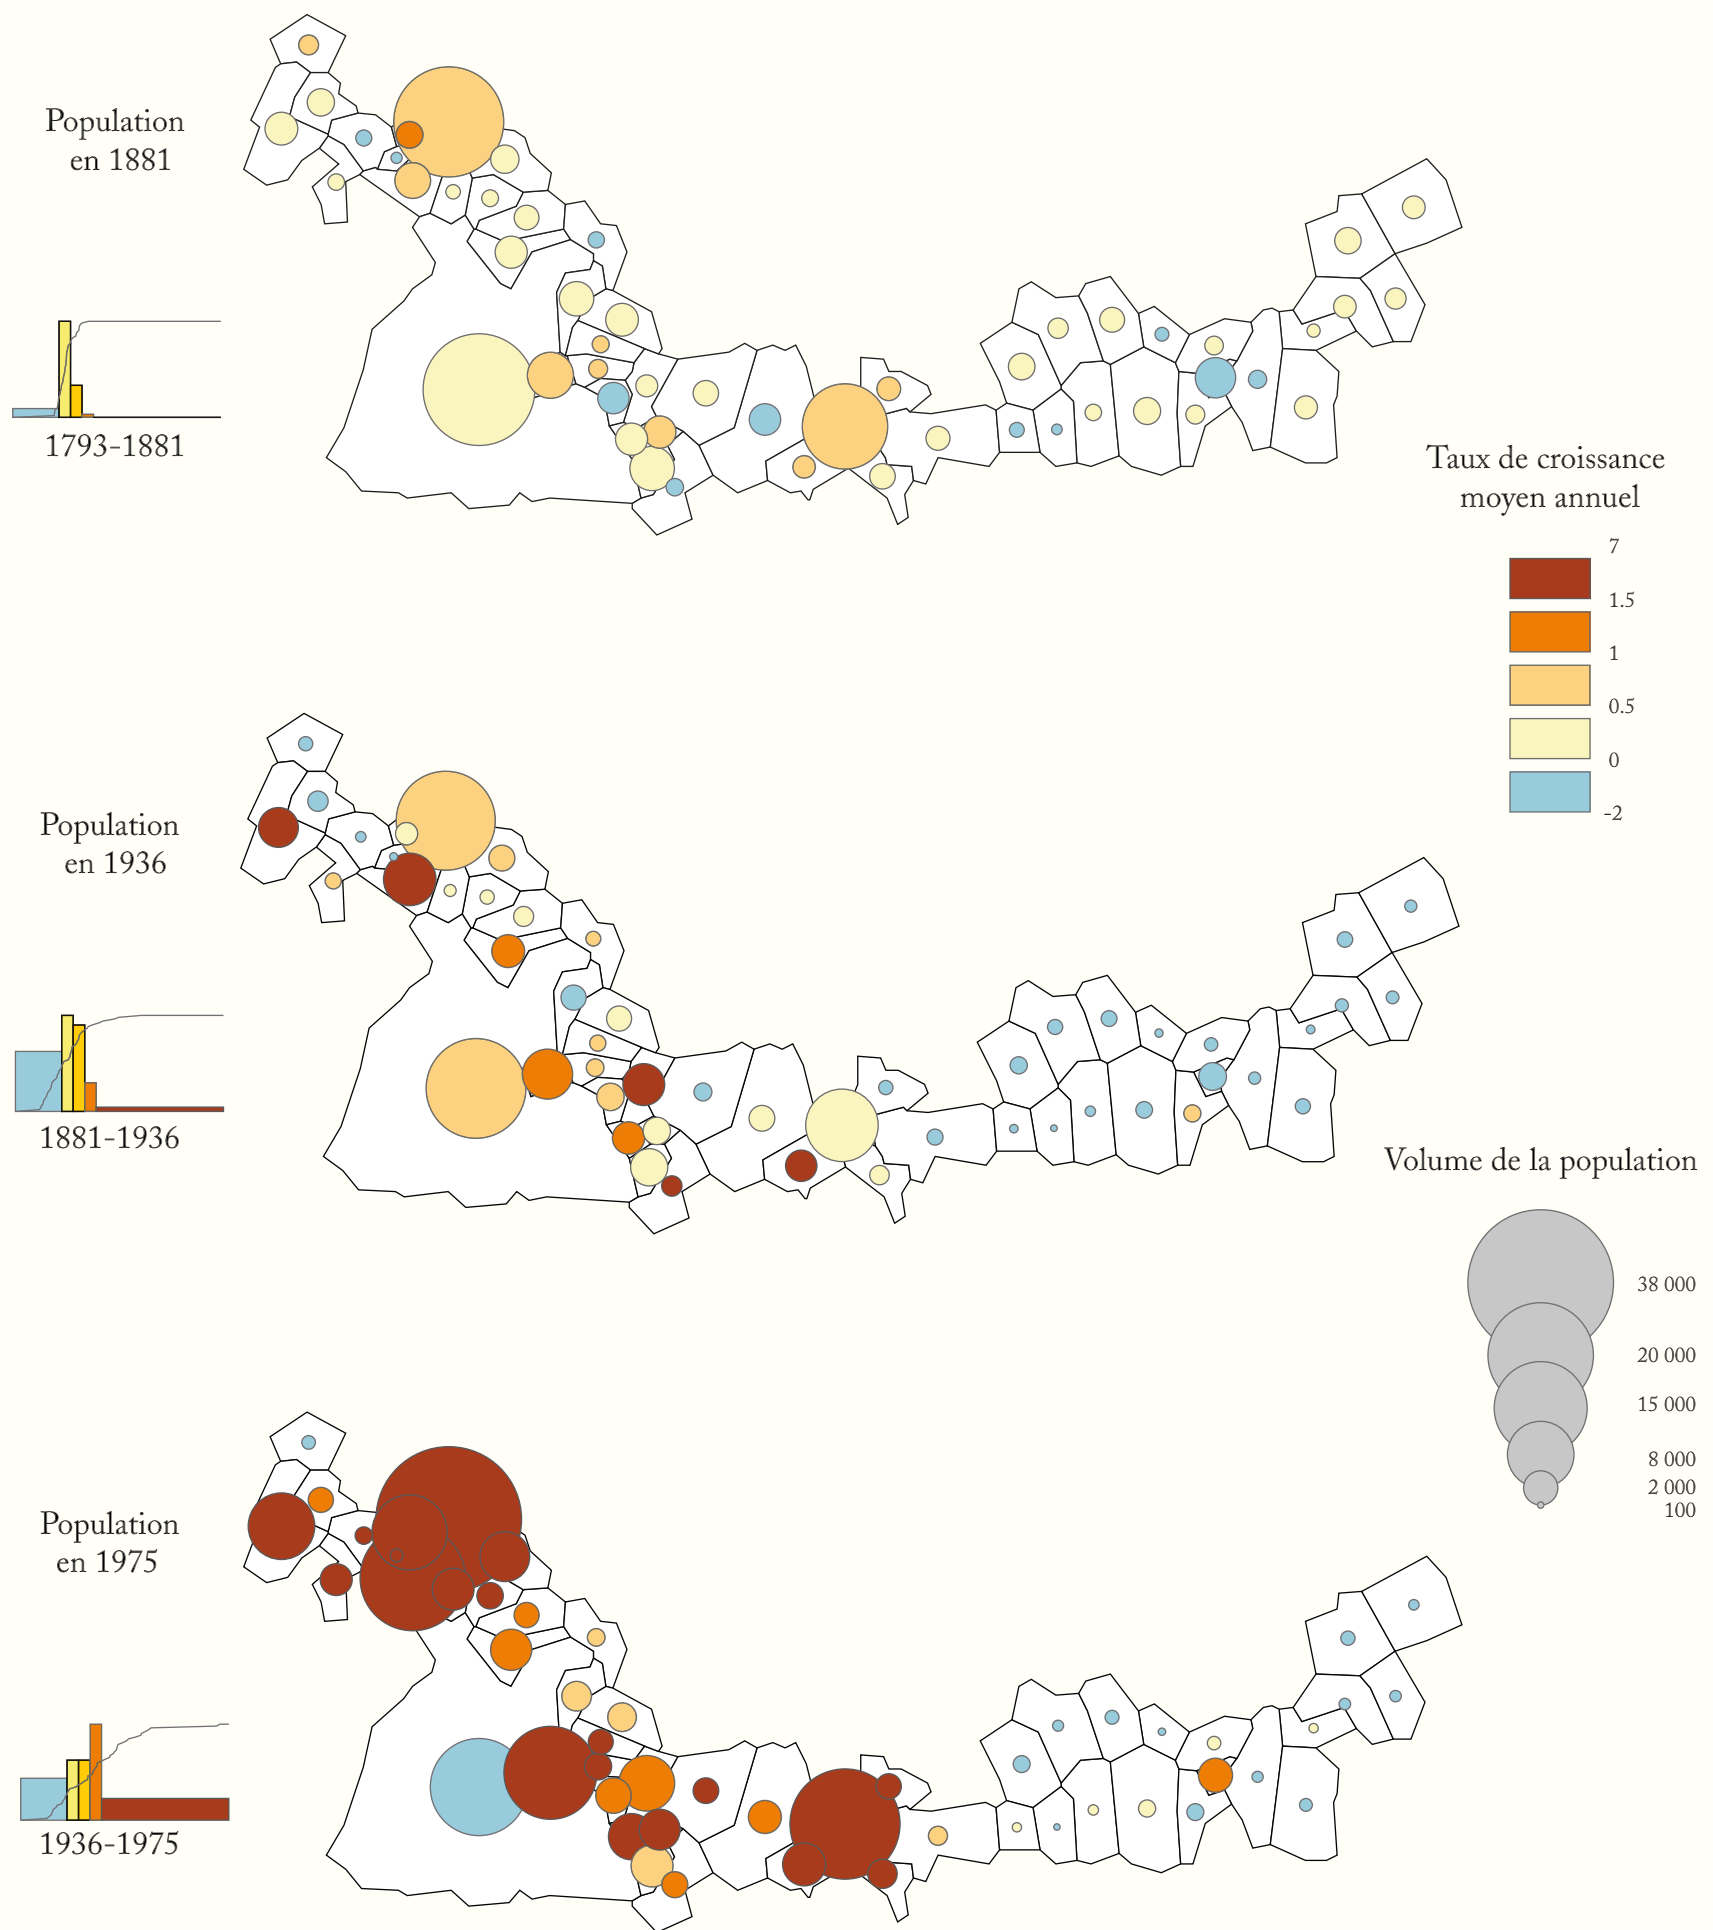 Population
en 1881
1793-1881
Taux de croissance
moyen annuel
7
1.5
1
0.5
0
-2
Population
en 1936
1881-1936
Volume de la population
38 000
20 000
15 000
8 000
2 000
100
Population
en 1975
1936-1975